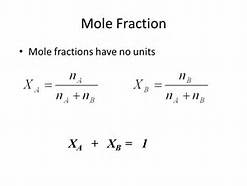 Mole Fraction
• Mole fractions have no units
X_A = n_A / (n_A + n_B)    X_B = n_B / (n_A + n_B)
X_A + X_B = 1